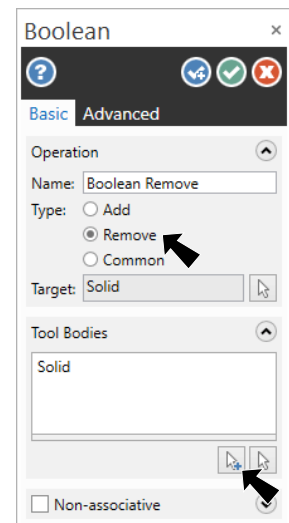 Boolean ×
Basic Advanced
Operation
Name: Boolean Remove
Type: Add
Remove
Common
Target: Solid
Tool Bodies
Solid
Non-associative